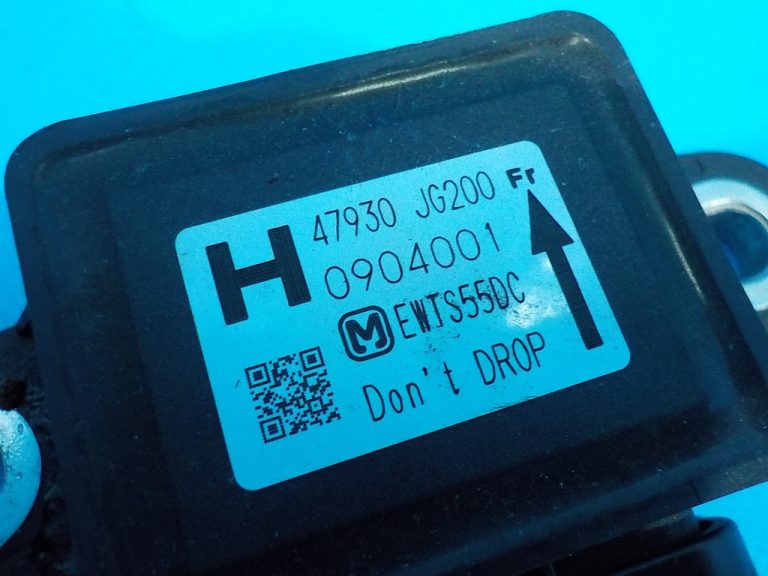 H 47930 JG200 Fr
0904001
M EWTS55DC
Don't DROP